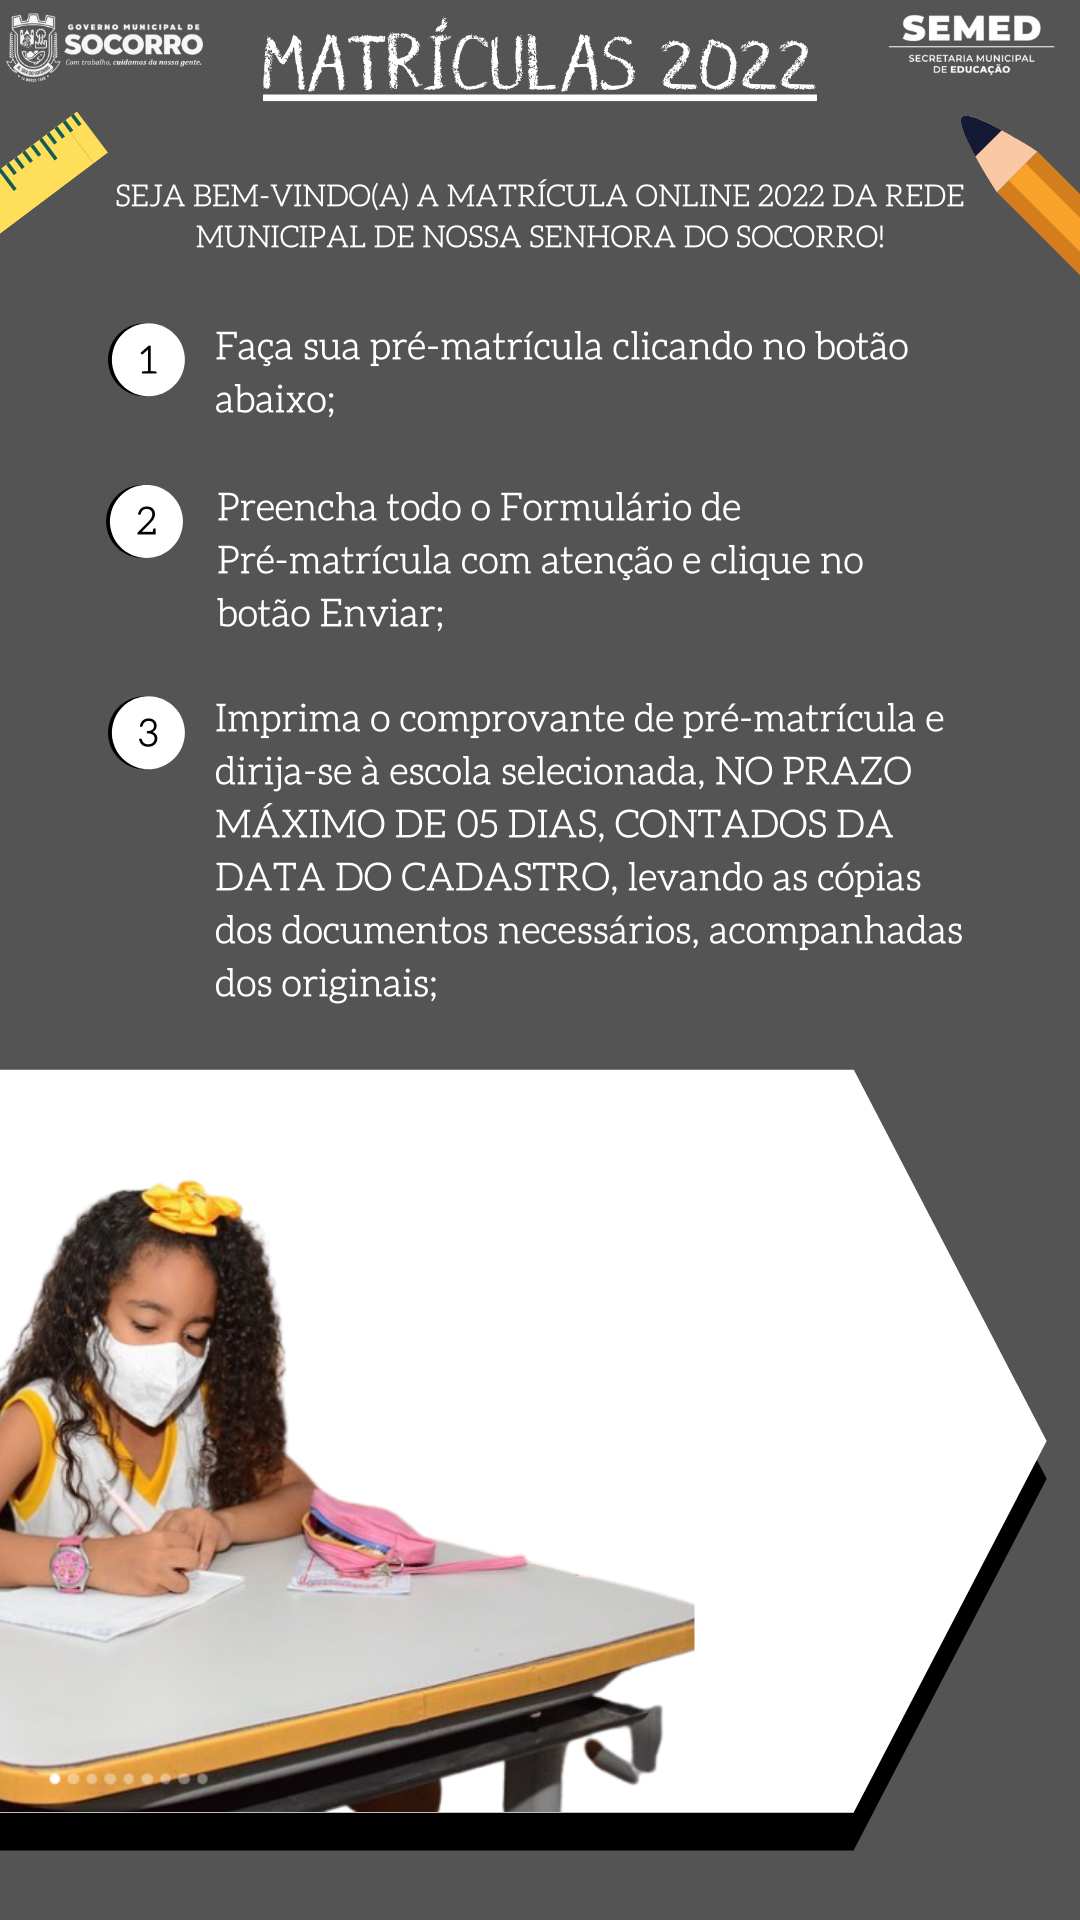 GOVERNO MUNICIPAL DE
SOCORRO
Com trabalho, cuidamos da nossa gente.
MATRÍCULAS 2022
SEMED
SECRETARIA MUNICIPAL
DE EDUCAÇÃO
SEJA BEM-VINDO(A) A MATRÍCULA ONLINE 2022 DA REDE
MUNICIPAL DE NOSSA SENHORA DO SOCORRO!
1
Faça sua pré-matrícula clicando no botão
abaixo;
2
Preencha todo o Formulário de
Pré-matrícula com atenção e clique no
botão Enviar;
3
Imprima o comprovante de pré-matrícula e
dirija-se à escola selecionada, NO PRAZO
MÁXIMO DE 05 DIAS, CONTADOS DA
DATA DO CADASTRO, levando as cópias
dos documentos necessários, acompanhadas
dos originais;